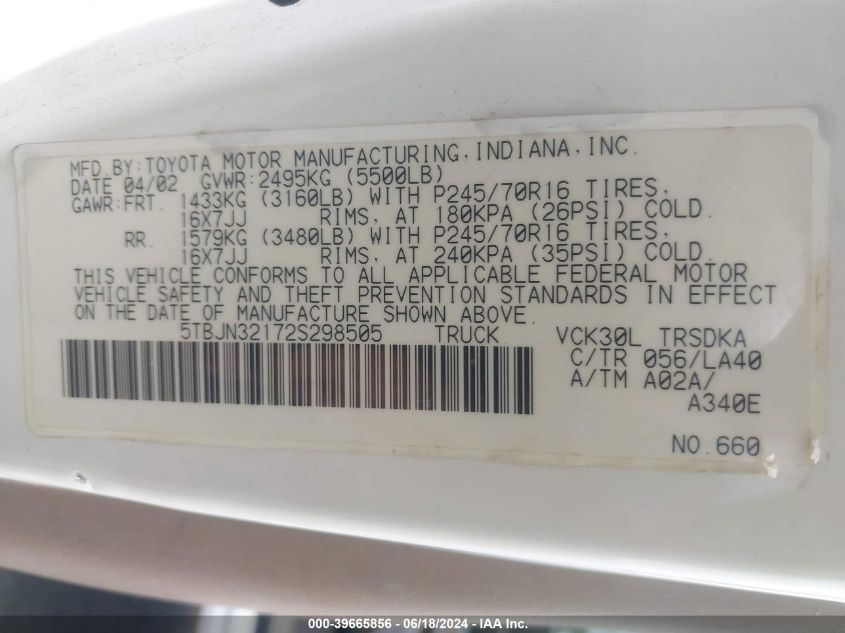 MFD.BY:TOYOTA MOTOR MANUFACTURING,INDIANA,INC.
DATE 04/02 GVWR:2495KG (5500LB)
GAWR:FRT. 1433KG (3160LB) WITH P245/70R16 TIRES,
16X7JJ RIMS, AT 180KPA (26PSI) COLD.
RR. 1579KG (3480LB) WITH P245/70R16 TIRES,
16X7JJ RIMS, AT 240KPA (35PSI) COLD.
THIS VEHICLE CONFORMS TO ALL APPLICABLE FEDERAL MOTOR
VEHICLE SAFETY AND THEFT PREVENTION STANDARDS IN EFFECT
ON THE DATE OF MANUFACTURE SHOWN ABOVE.
5TBJN32172S298505 TRUCK VCK30L TRSDKA
C/TR 056/LA40
A/TM A02A/
A340E
NO.660
000-39665856 - 06/18/2024 - IAA Inc.